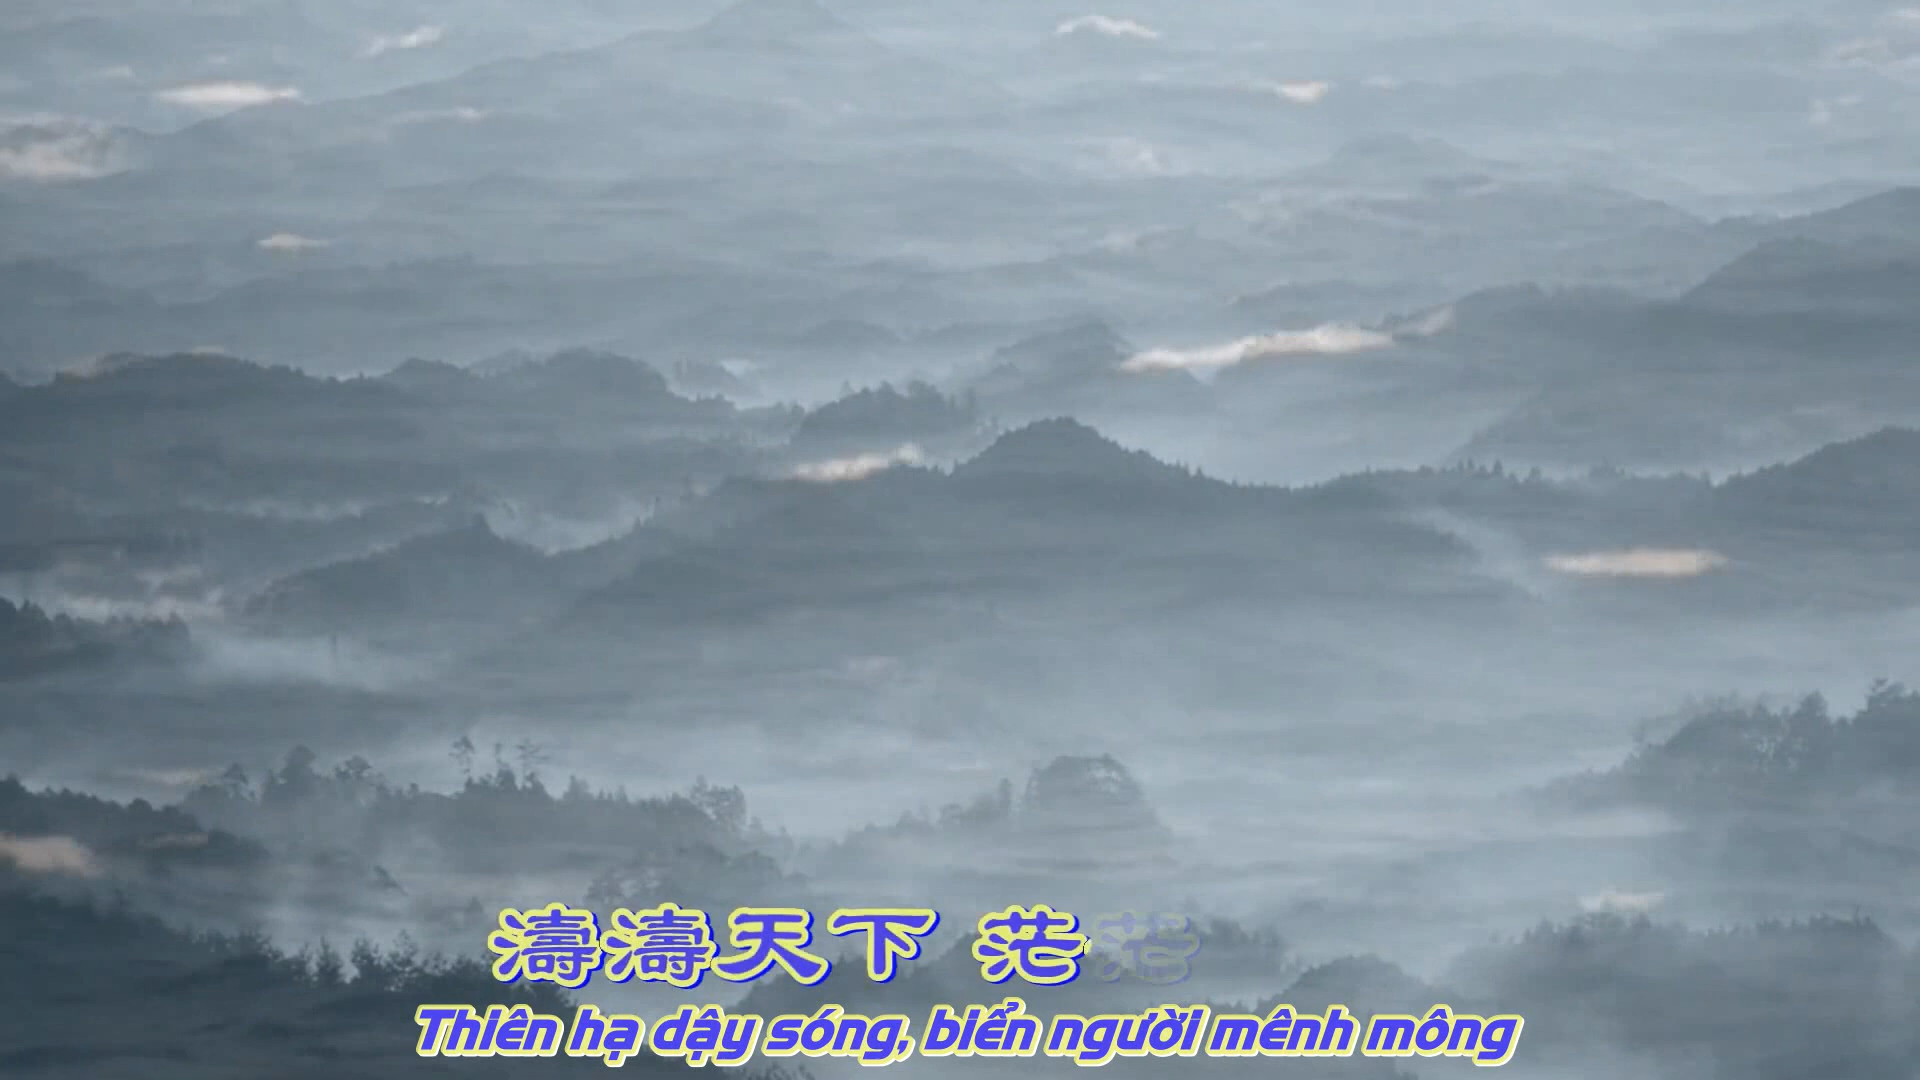 濤濤天下 茫茫
Thiên hạ dậy sóng, biển người mênh mông